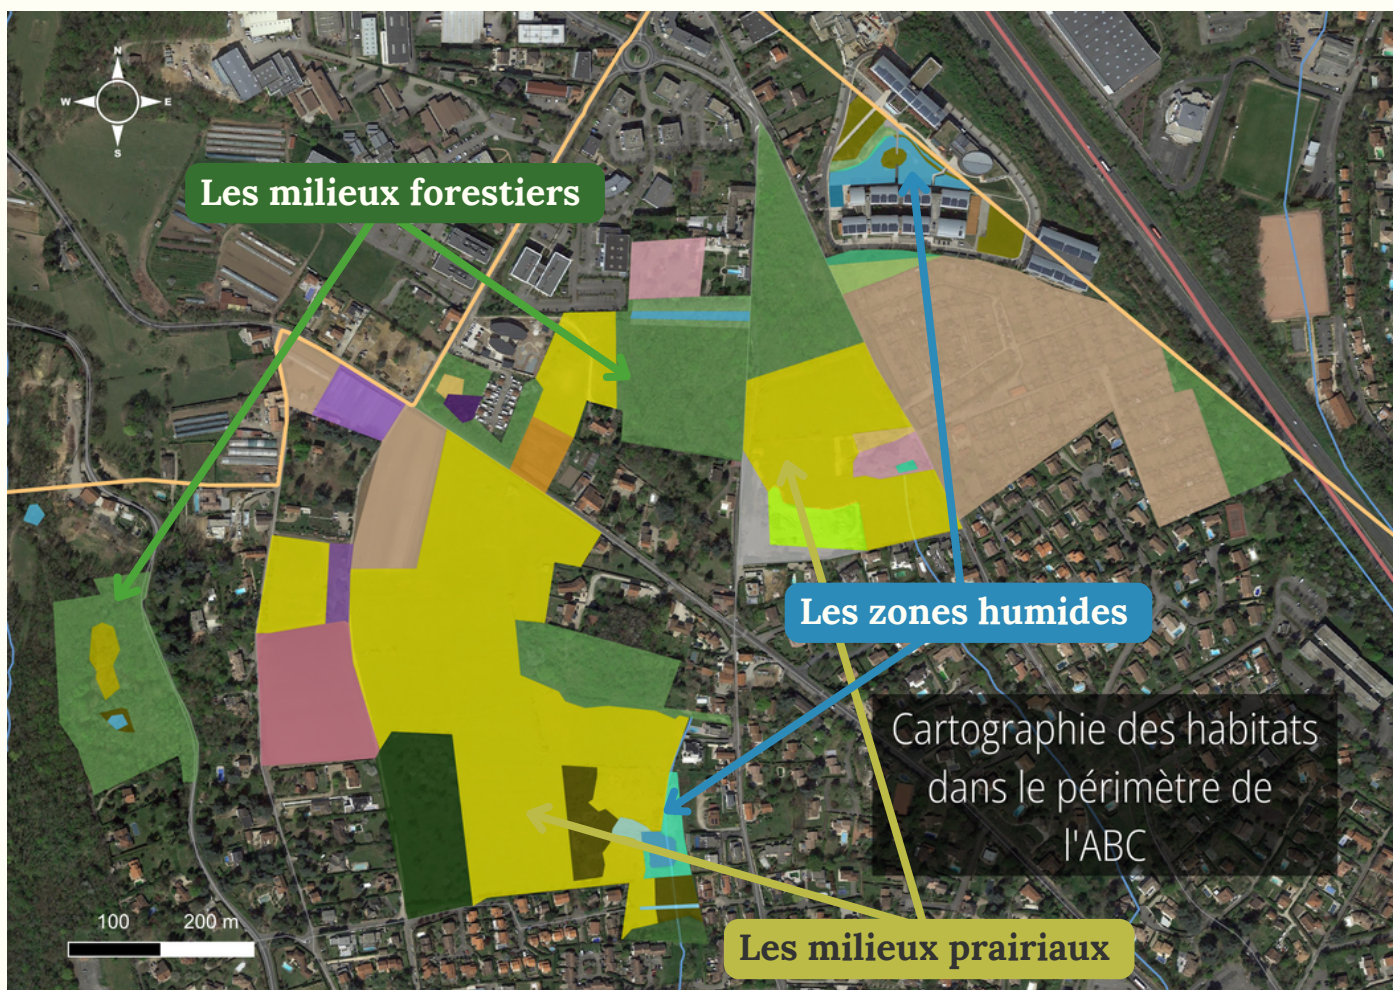 N
W E
S
Les milieux forestiers
Les zones humides
Cartographie des habitats
dans le périmètre de
l'ABC
100 200 m
Les milieux prairiaux